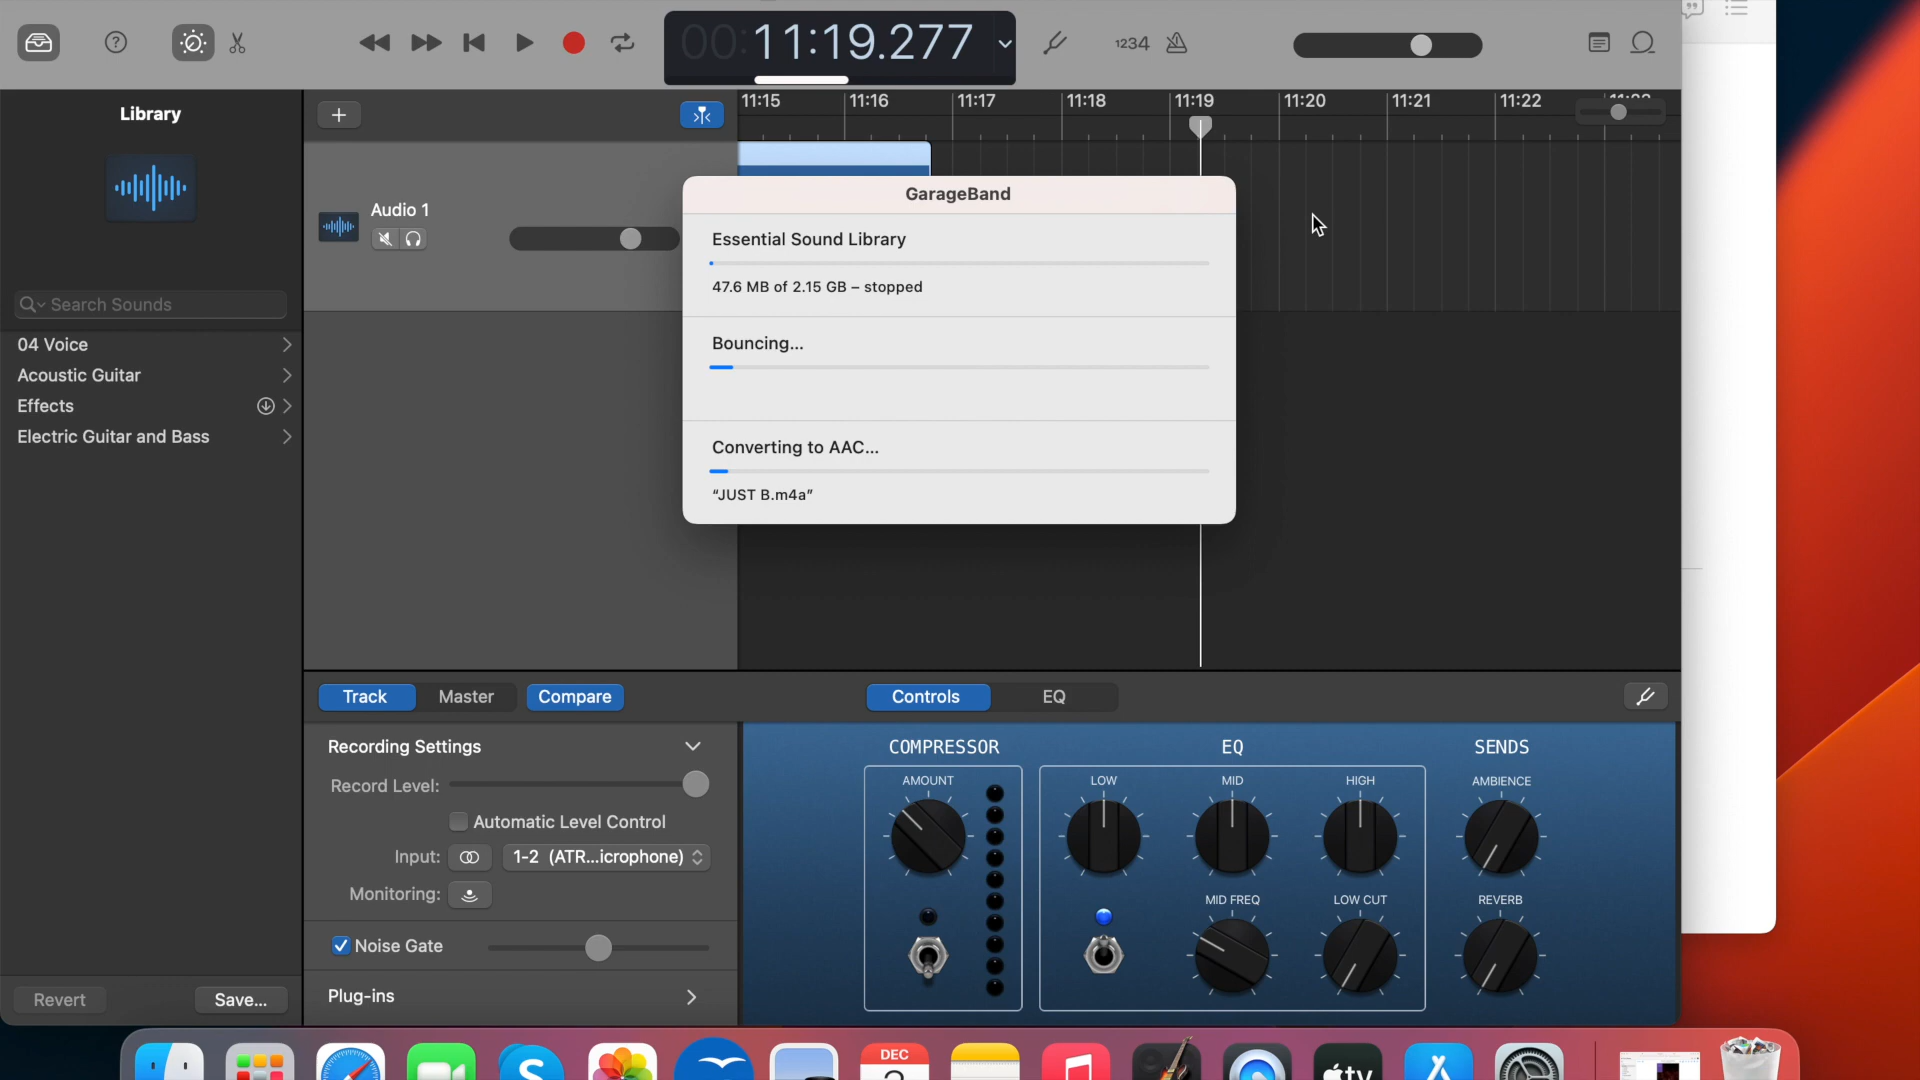 00:11:19.277
1234
Library
11:15
11:16
11:17
11:18
11:19
11:20
11:21
11:22
Audio 1
GarageBand
Essential Sound Library
47.6 MB of 2.15 GB – stopped
Bouncing...
Converting to AAC...
“JUST B.m4a”
Search Sounds
04 Voice
Acoustic Guitar
Effects
Electric Guitar and Bass
Track
Master
Compare
Controls
EQ
Recording Settings
Record Level:
Automatic Level Control
Input:
1-2 (ATR...icrophone)
Monitoring:
Noise Gate
Plug-ins
COMPRESSOR
EQ
SENDS
AMOUNT
LOW
MID
HIGH
AMBIENCE
MID FREQ
LOW CUT
REVERB
Revert
Save...
DEC
tv